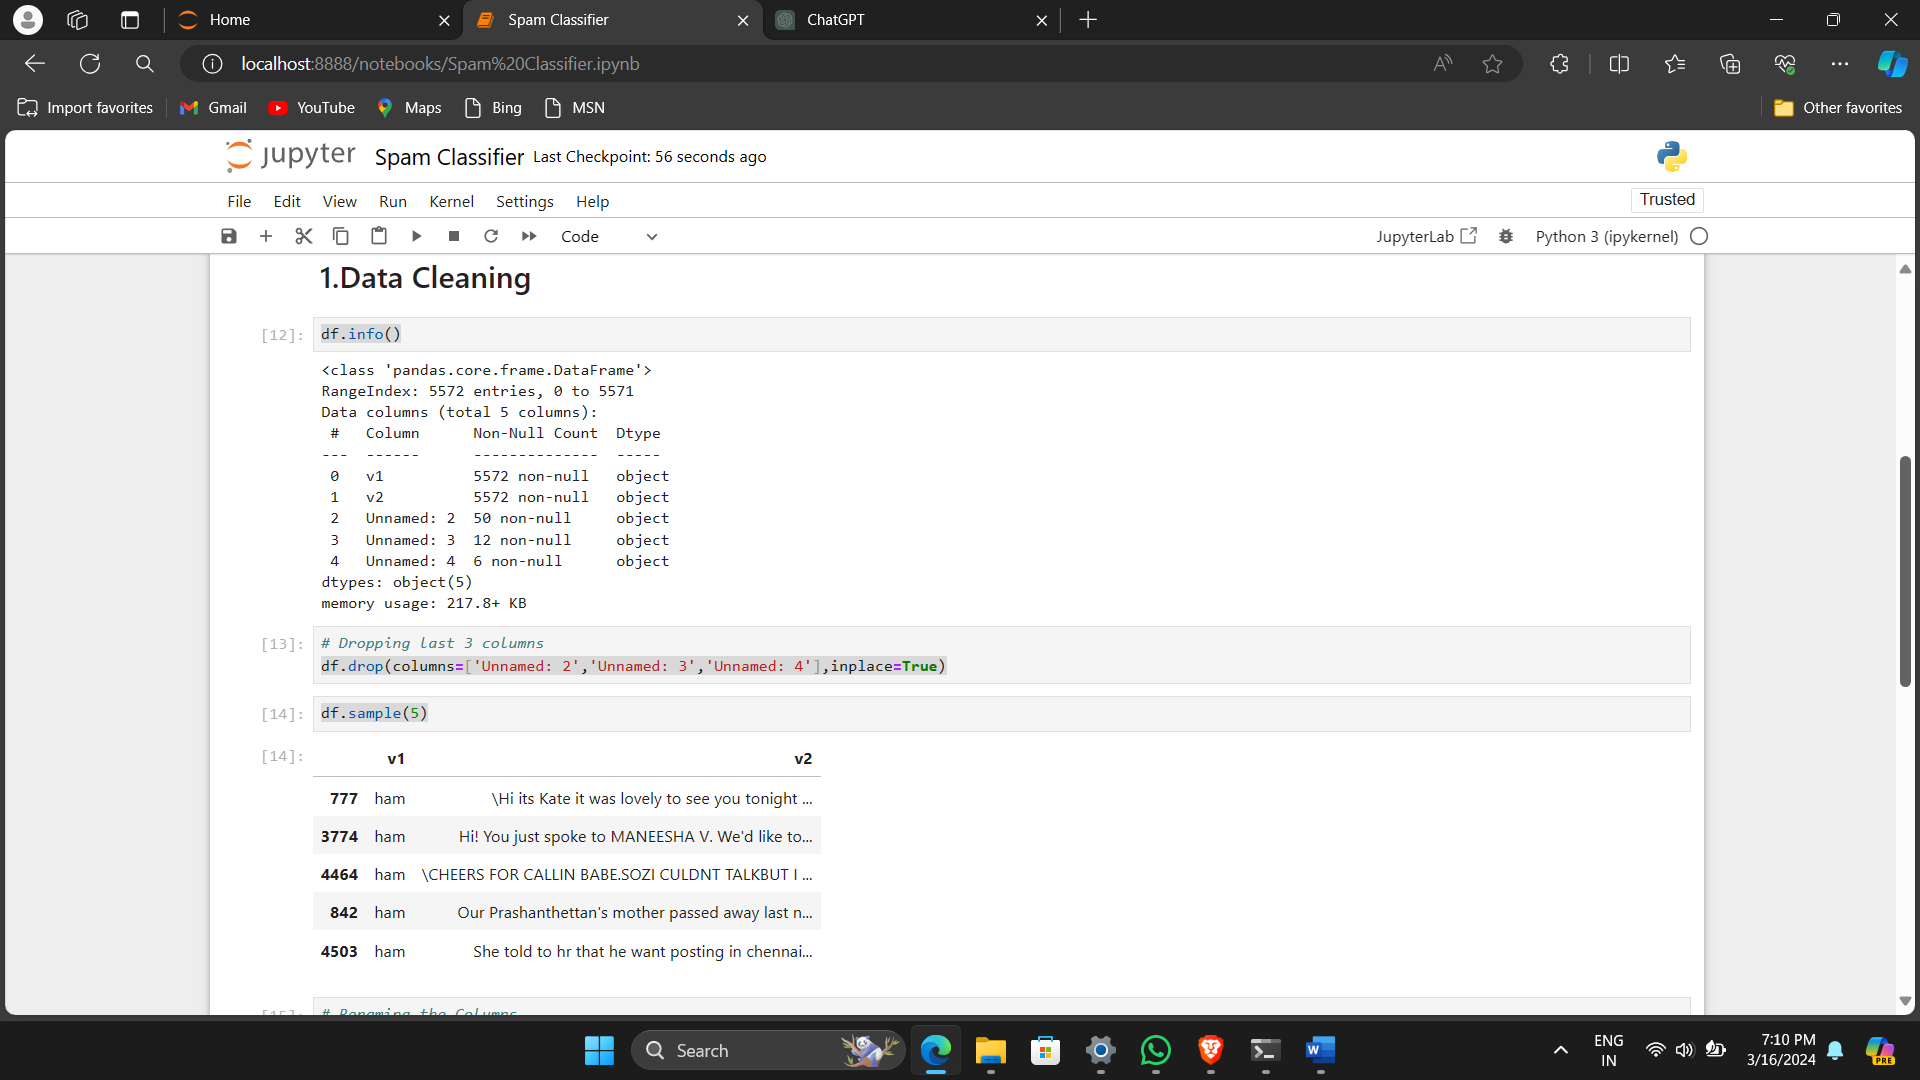 Home
Spam Classifier
ChatGPT
localhost:8888/notebooks/Spam%20Classifier.ipynb
Import favorites Gmail YouTube Maps Bing MSN Other favorites
jupyter Spam Classifier Last Checkpoint: 56 seconds ago
File Edit View Run Kernel Settings Help Trusted
Code JupyterLab Python 3 (ipykernel)
1.Data Cleaning
[12]: df.info()
<class 'pandas.core.frame.DataFrame'>
RangeIndex: 5572 entries, 0 to 5571
Data columns (total 5 columns):
# Column Non-Null Count Dtype
--- ------ -------------- -----
0 v1 5572 non-null object
1 v2 5572 non-null object
2 Unnamed: 2 50 non-null object
3 Unnamed: 3 12 non-null object
4 Unnamed: 4 6 non-null object
dtypes: object(5)
memory usage: 217.8+ KB
[13]: # Dropping last 3 columns
df.drop(columns=['Unnamed: 2','Unnamed: 3','Unnamed: 4'],inplace=True)
[14]: df.sample(5)
[14]: v1 v2
777 ham \Hi its Kate it was lovely to see you tonight ...
3774 ham Hi! You just spoke to MANEESHA V. We'd like to...
4464 ham \CHEERS FOR CALLIN BABE.SOZI CULDNT TALKBUT I ...
842 ham Our Prashanthettan's mother passed away last n...
4503 ham She told to hr that he want posting in chennai...
[15]: # Renaming the Columns
Search
ENG
IN
7:10 PM
3/16/2024
PRE